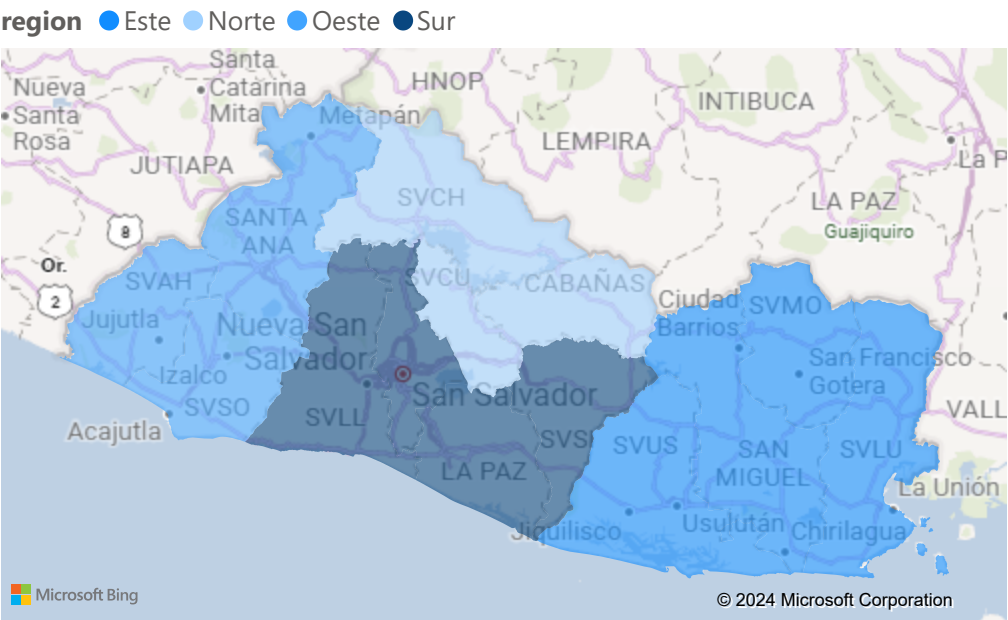 region Este Norte Oeste Sur
Santa
Catarina
Mita
HNOP
Nueva
Santa
Rosa
INTIBUCA
Metapán
LEMPIRA
JUTIAPA
La P
SVCH
LA PAZ
Guajiquiro
SANTA
ANA
8
Or.
2
SVAH
SVCU
CABAÑAS
Ciudad
Barrios
SVMO
Jujutla
Nueva San
Salvador
San Francisco
Gotera
Izalco
San Salvador
SVSO
SVLL
VALL
Acajutla
SVS
SVUS
SAN
MIGUEL
SVLU
LA PAZ
La Unión
Jiquilisco
Usulután
Chirilagua
Microsoft Bing
© 2024 Microsoft Corporation